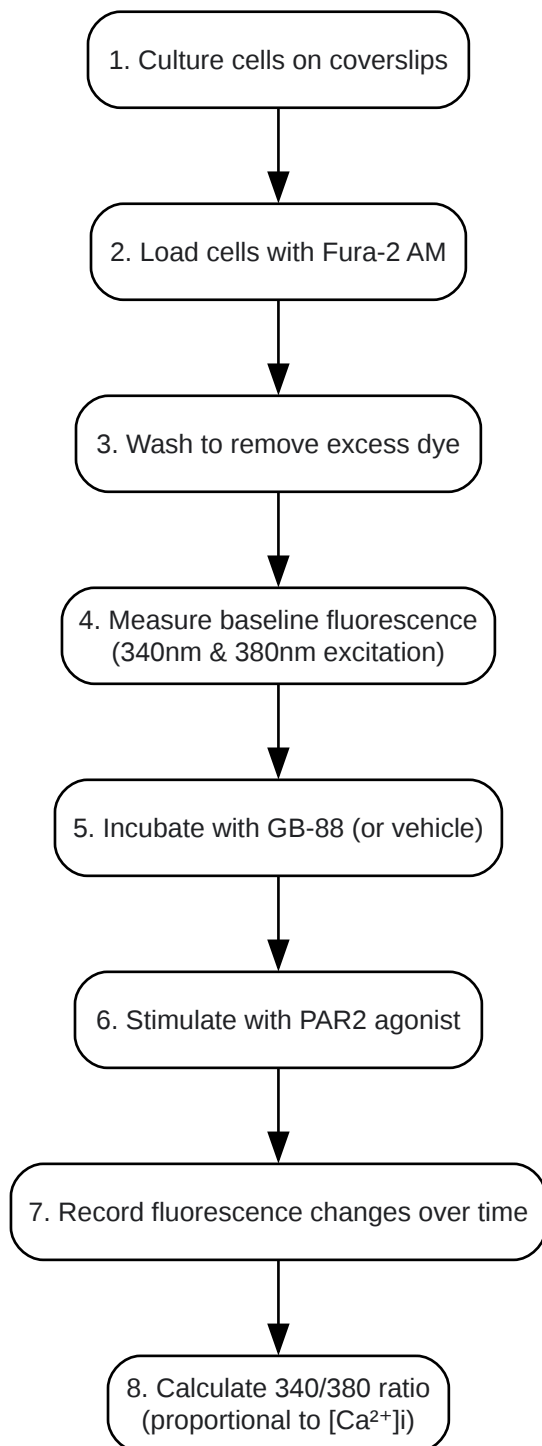 1. Culture cells on coverslips
2. Load cells with Fura-2 AM
3. Wash to remove excess dye
4. Measure baseline fluorescence
(340nm & 380nm excitation)
5. Incubate with GB-88 (or vehicle)
6. Stimulate with PAR2 agonist
7. Record fluorescence changes over time
8. Calculate 340/380 ratio
(proportional to [Ca²⁺]i)